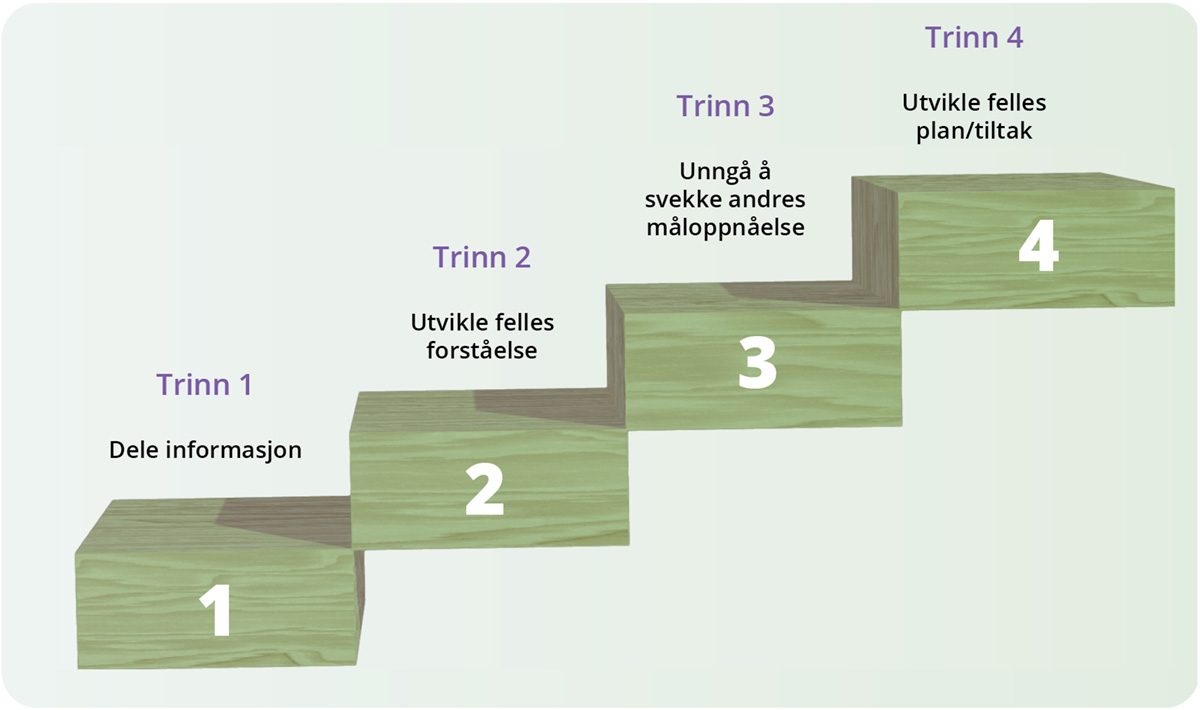 Trinn 1
Dele informasjon
1
Trinn 2
Utvikle felles
forståelse
2
Trinn 3
Unngå å
svekke andres
måloppnåelse
3
Trinn 4
Utvikle felles
plan/tiltak
4